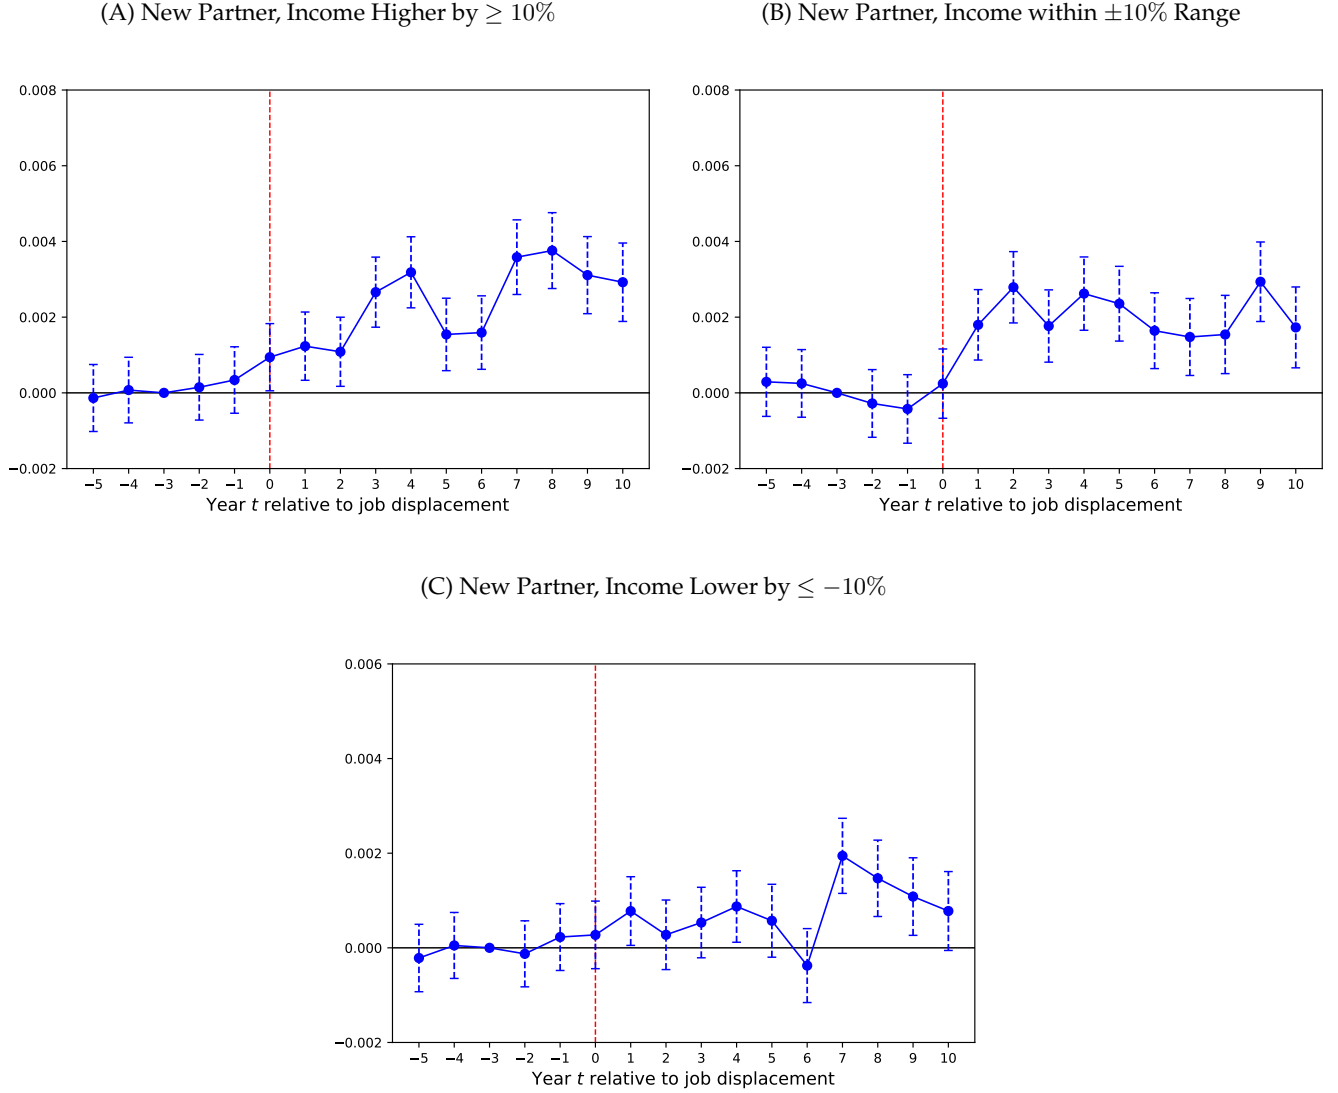 (A) New Partner, Income Higher by ≥ 10%
(B) New Partner, Income within ±10% Range
0.008
0.006
0.004
0.002
0.000
−0.002
−5 −4 −3 −2 −1 0 1 2 3 4 5 6 7 8 9 10
Year t relative to job displacement
0.008
0.006
0.004
0.002
0.000
−0.002
−5 −4 −3 −2 −1 0 1 2 3 4 5 6 7 8 9 10
Year t relative to job displacement
(C) New Partner, Income Lower by ≤ −10%
0.006
0.004
0.002
0.000
−0.002
−5 −4 −3 −2 −1 0 1 2 3 4 5 6 7 8 9 10
Year t relative to job displacement